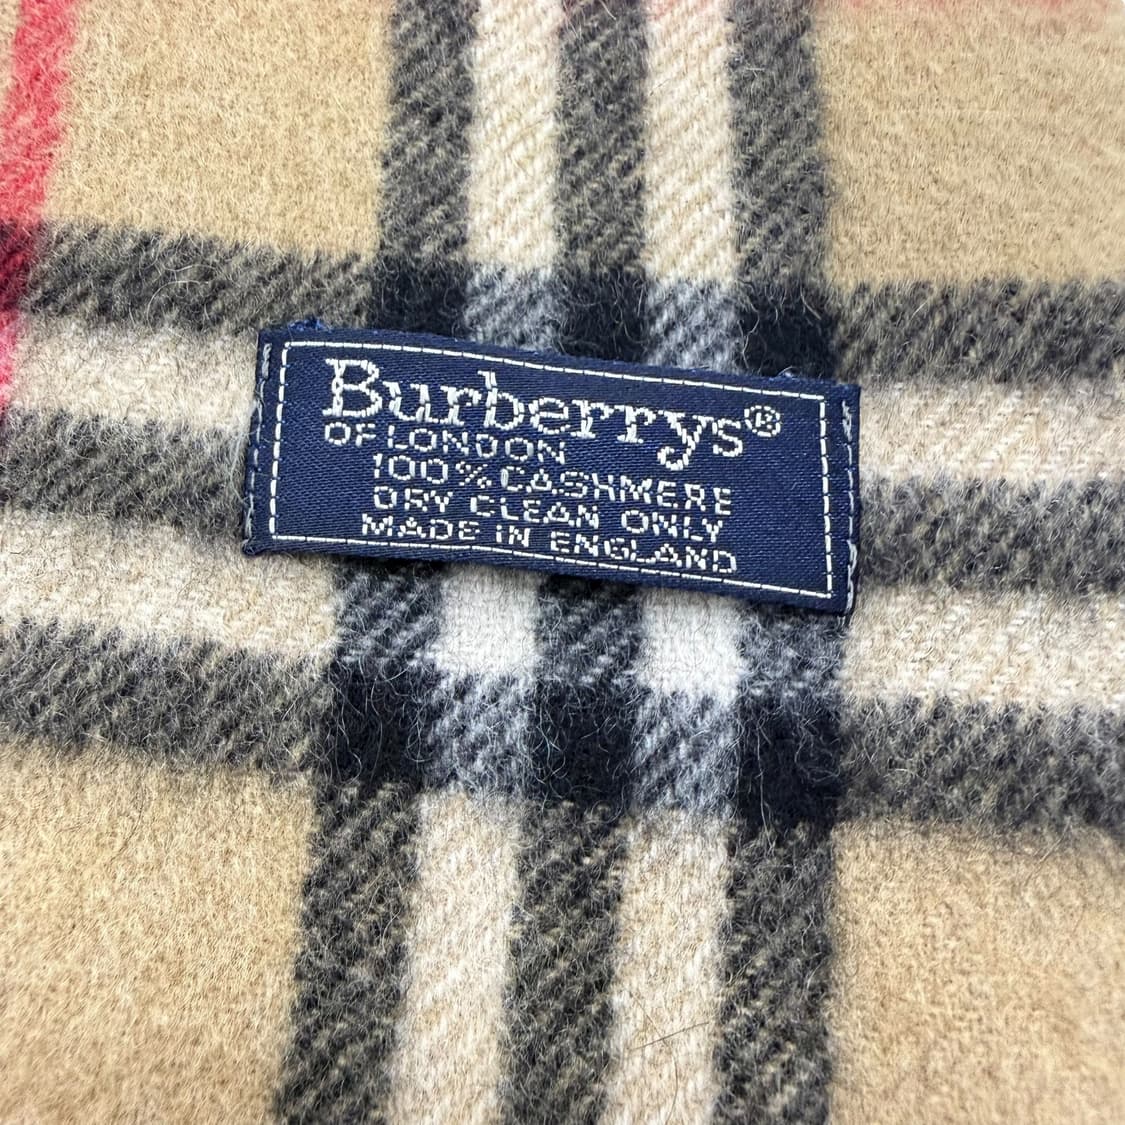 Burberrys®
OF LONDON
100% CASHMERE
DRY CLEAN ONLY
MADE IN ENGLAND